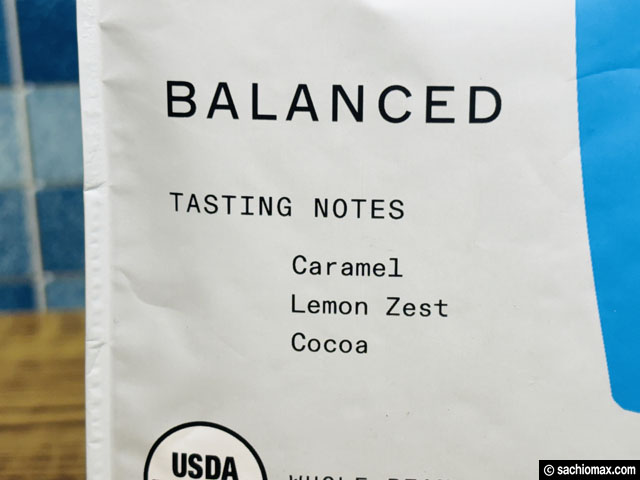 BALANCED
TASTING NOTES
Caramel
Lemon Zest
Cocoa
USDA
© sachiomax.com